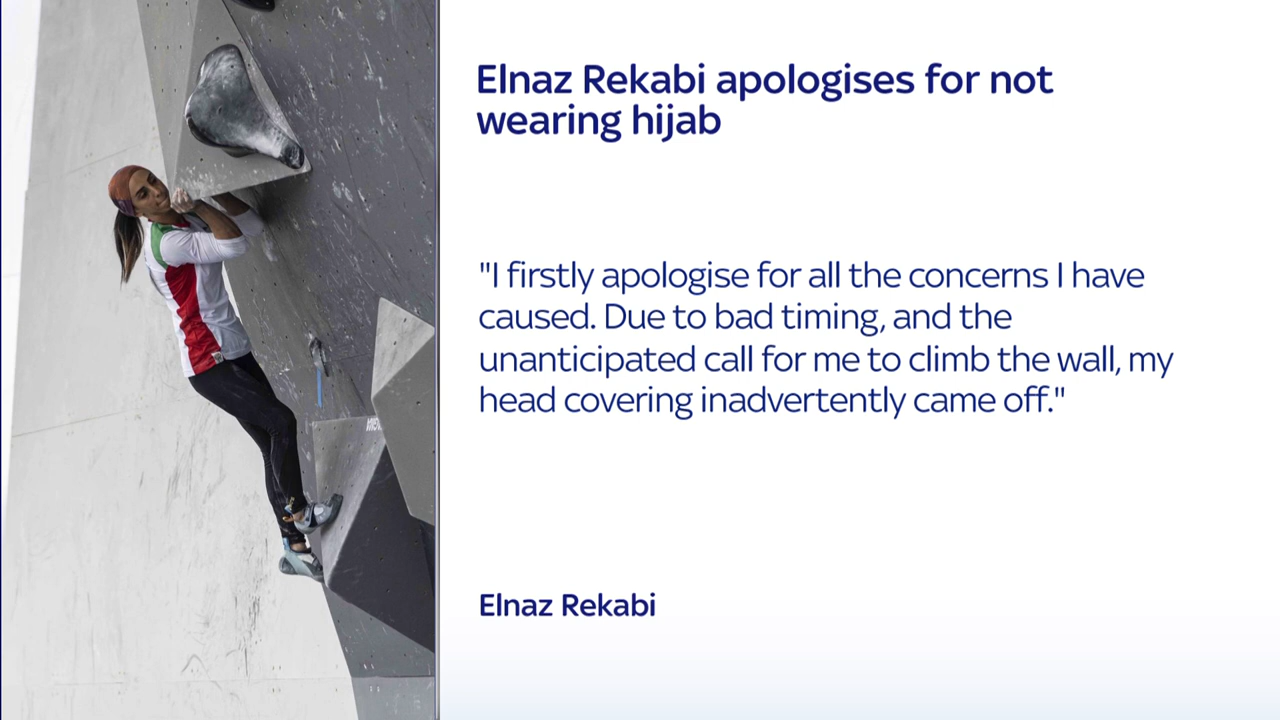 Elnaz Rekabi apologises for not
wearing hijab
"I firstly apologise for all the concerns I have
caused. Due to bad timing, and the
unanticipated call for me to climb the wall, my
head covering inadvertently came off."
Elnaz Rekabi